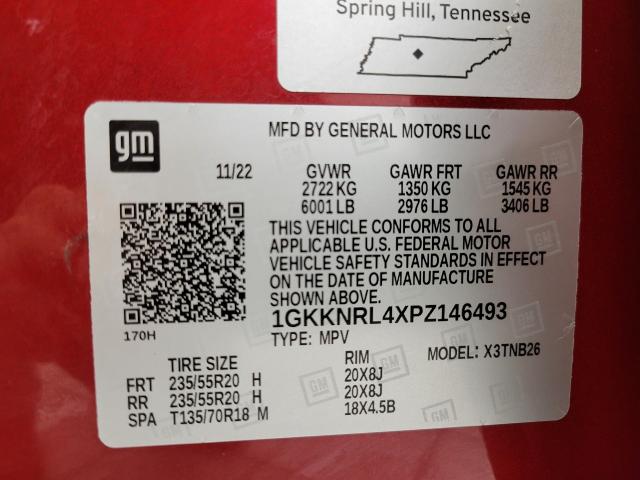 Spring Hill, Tennessee
gm
MFD BY GENERAL MOTORS LLC
11/22 GVWR GAWR FRT GAWR RR
2722 KG 1350 KG 1545 KG
6001 LB 2976 LB 3406 LB
THIS VEHICLE CONFORMS TO ALL
APPLICABLE U.S. FEDERAL MOTOR
VEHICLE SAFETY STANDARDS IN EFFECT
ON THE DATE OF MANUFACTURE
SHOWN ABOVE.
1GKKNRL4XPZ146493
170H
TYPE: MPV
MODEL: X3TNB26
TIRE SIZE RIM
FRT 235/55R20 H 20X8J
RR 235/55R20 H 20X8J
SPA T135/70R18 M 18X4.5B